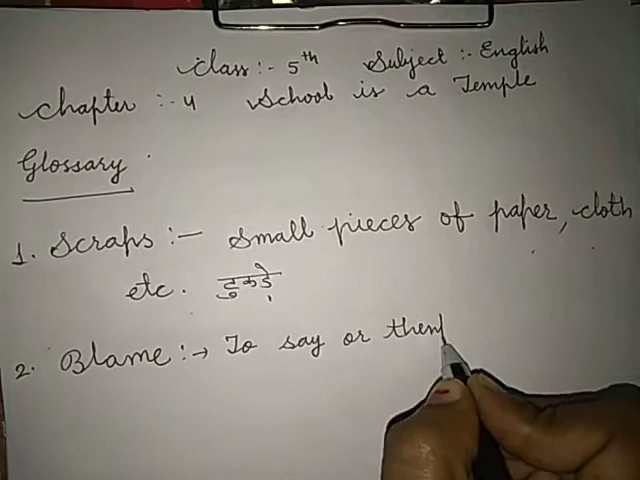 Class :- 5th Subject :- English
Chapter :- 4 School is a Temple
Glossary
1. Scraps :- Small pieces of paper, cloth
etc. टुकड़े
2. Blame :→ To say or then